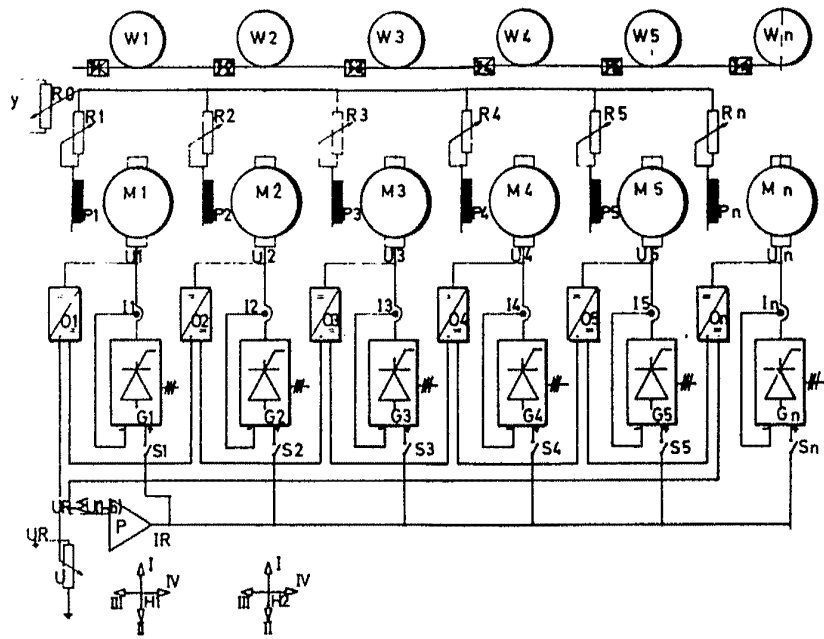 W1 W2 W3 W4 W5 Wn
y R0
R1 R2 R3 R4 R5 Rn
M1 M2 M3 M4 M5 Mn
P1 P2 P3 P4 P5 Pn
U1 U2 U3 U4 U5 Un
I1 I2 I3 I4 I5 In
O1 O2 O3 O4 O5 On
G1 G2 G3 G4 G5 Gn
S1 S2 S3 S4 S5 Sn
UR
P
IR
UR
U
I I
III H1 IV III H2 IV
II II